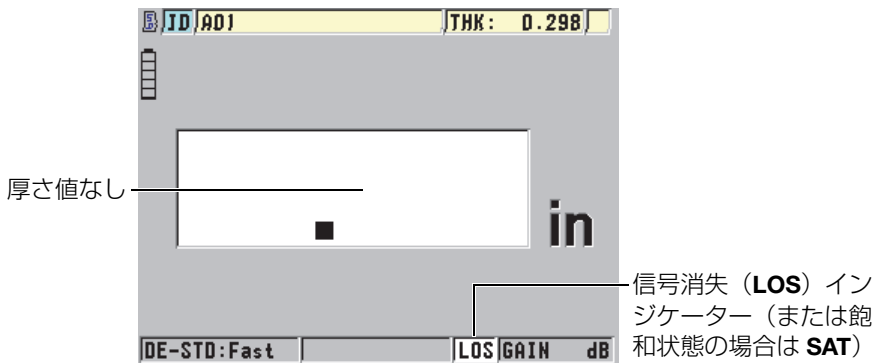 ID A01 THK: 0.298
厚さ値なし
in
信号消失（LOS）イン
ジケーター（または飽
和状態の場合は SAT）
DE-STD:Fast LOS GAIN dB